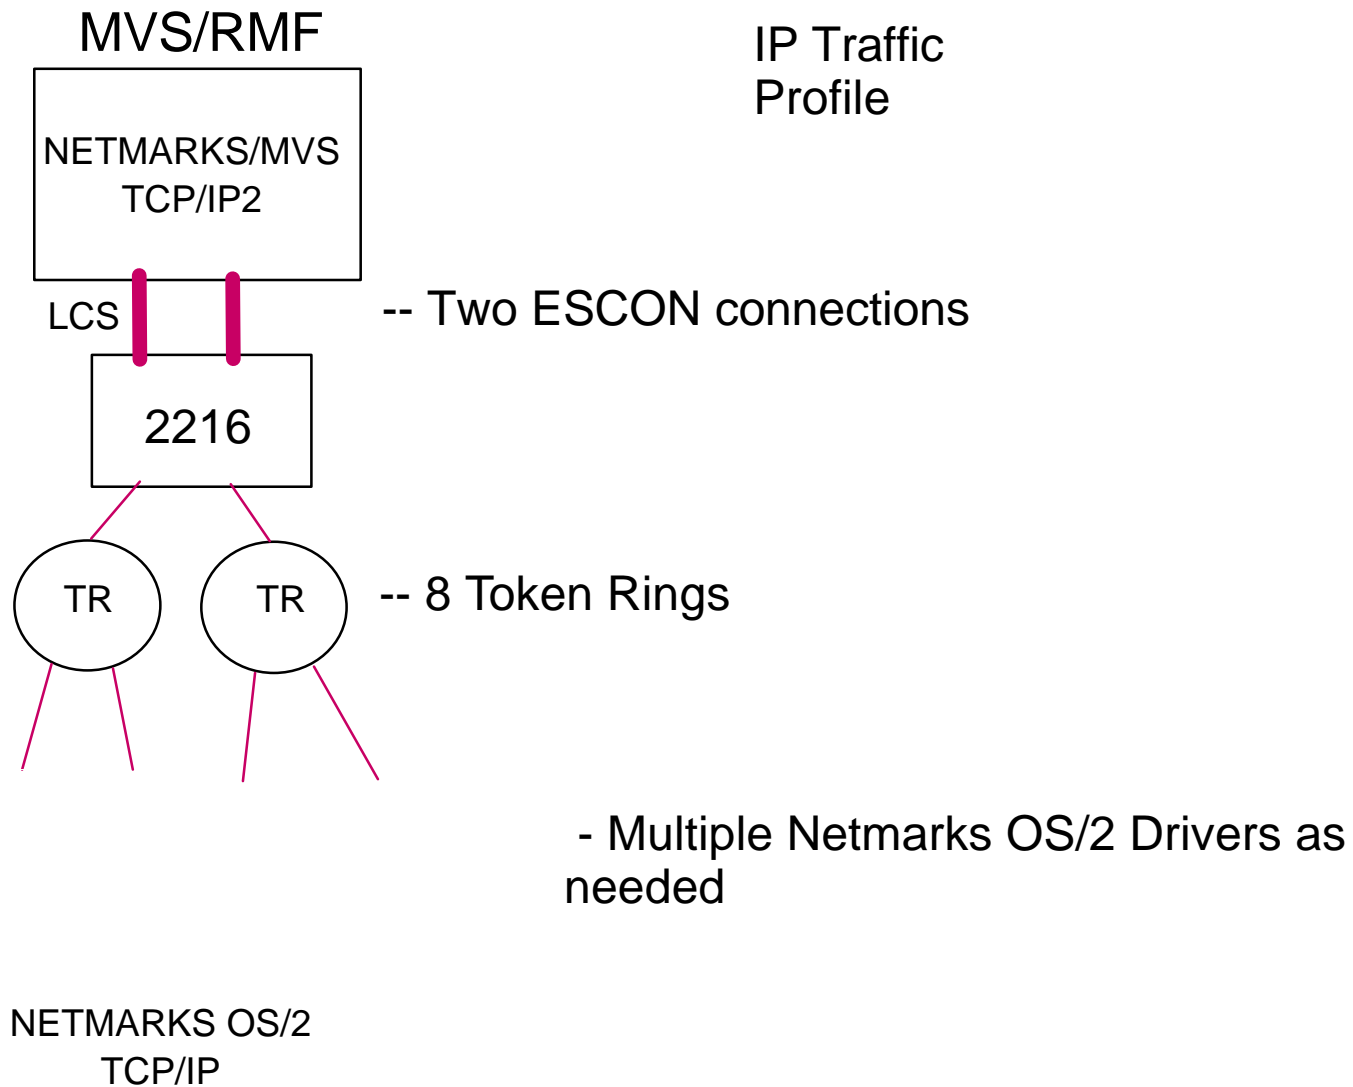 MVS/RMF
IP Traffic
Profile
NETMARKS/MVS
TCP/IP2
LCS
-- Two ESCON connections
2216
TR
TR
-- 8 Token Rings
- Multiple Netmarks OS/2 Drivers as
needed
NETMARKS OS/2
TCP/IP